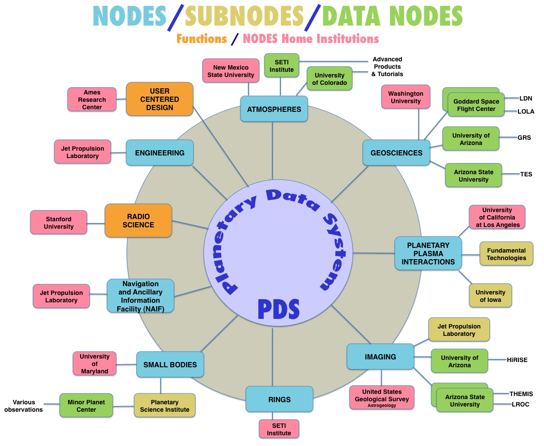 NODES/SUBNODES/DATA NODES
Functions / NODES Home Institutions
New Mexico
State University
SETI
Institute
University
of Colorado
Advanced
Products
& Tutorials
ATMOSPHERES
Ames
Research
Center
USER
CENTERED
DESIGN
Washington
University
Goddard Space
Flight Center
LDN
LOLA
University of
Arizona
GRS
Arizona State
University
TES
GEOSCIENCES
Jet Propulsion
Laboratory
ENGINEERING
Stanford
University
RADIO
SCIENCE
Planetary Data System
PDS
PLANETARY
PLASMA
INTERACTIONS
University
of California
at Los Angeles
Fundamental
Technologies
University
of Iowa
Jet Propulsion
Laboratory
Navigation
and Ancillary
Information
Facility (NAIF)
Jet Propulsion
Laboratory
IMAGING
University of
Arizona
HiRISE
Arizona State
University
THEMIS
LROC
United States
Geological Survey
Astrogeology
University
of
Maryland
SMALL BODIES
Various
observations
Minor Planet
Center
Planetary
Science Institute
RINGS
SETI
Institute